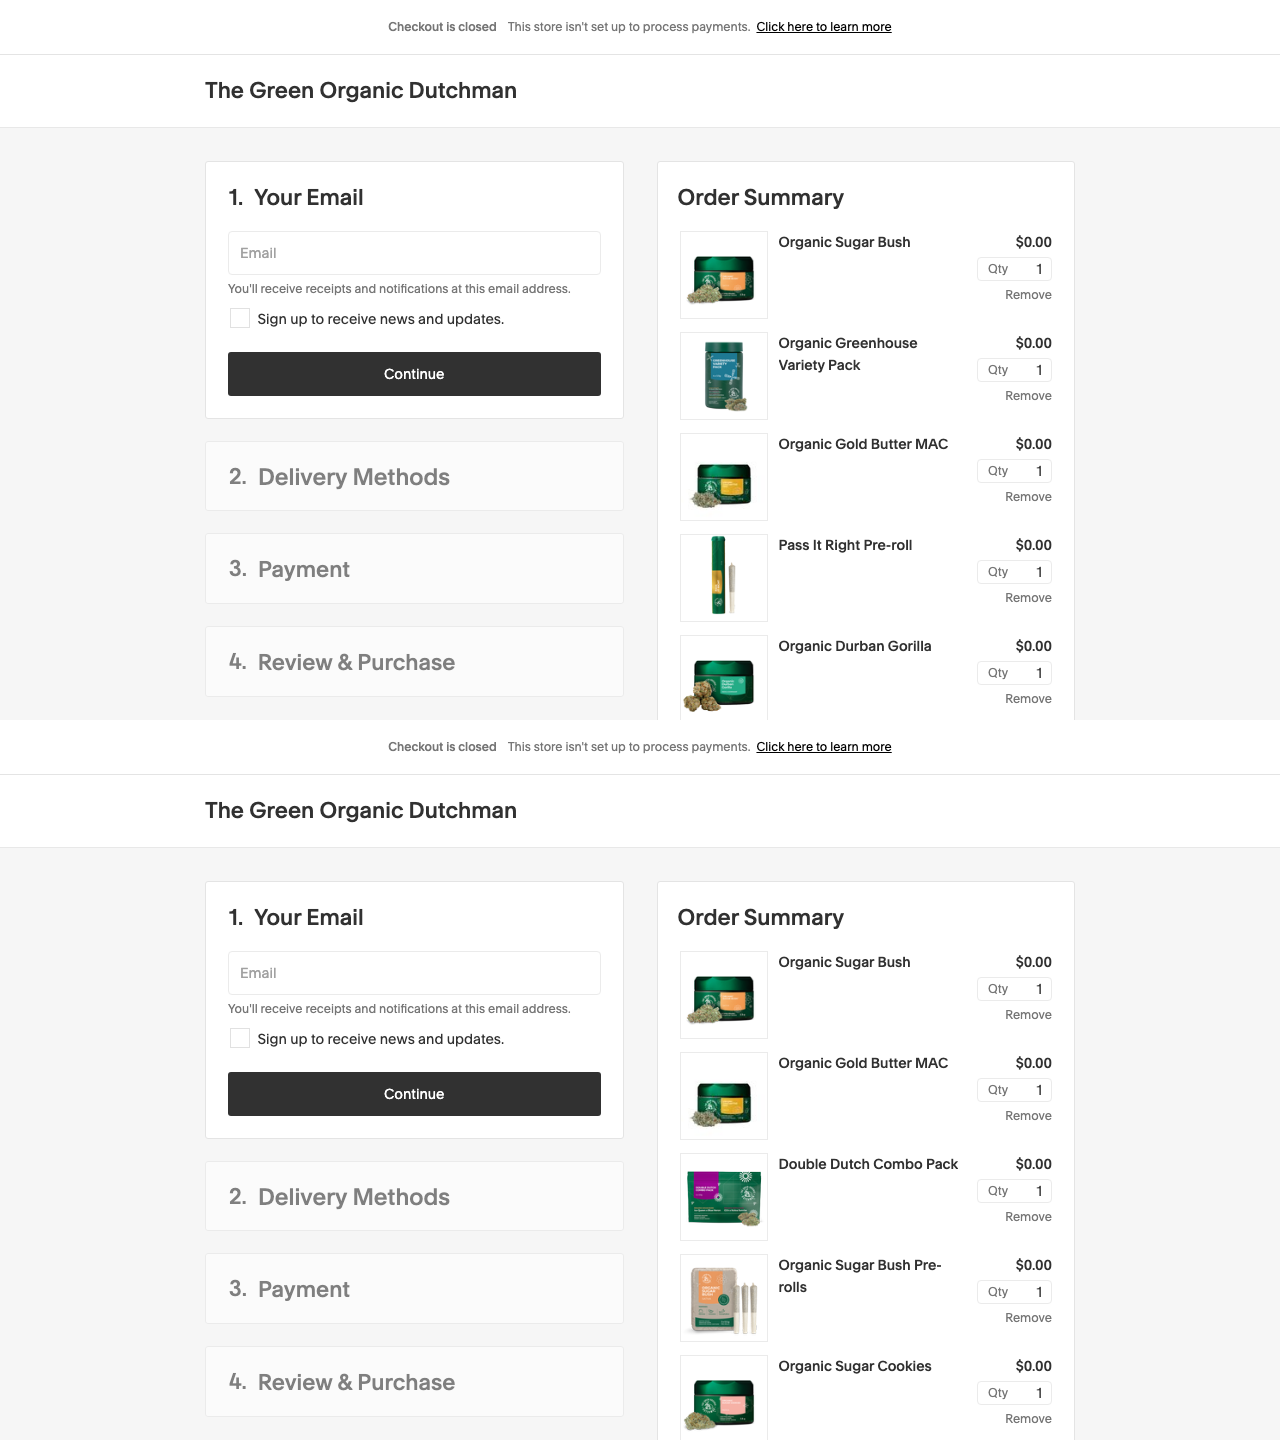 Checkout is closed This store isn't set up to process payments. Click here to learn more
The Green Organic Dutchman
1. Your Email
Email
You'll receive receipts and notifications at this email address.
Sign up to receive news and updates.
Continue
2. Delivery Methods
3. Payment
4. Review & Purchase
Order Summary
Organic Sugar Bush $0.00
Qty 1
Remove
Organic Greenhouse $0.00
Variety Pack
Qty 1
Remove
Organic Gold Butter MAC $0.00
Qty 1
Remove
Pass It Right Pre-roll $0.00
Qty 1
Remove
Organic Durban Gorilla $0.00
Qty 1
Remove
Checkout is closed This store isn't set up to process payments. Click here to learn more
The Green Organic Dutchman
1. Your Email
Email
You'll receive receipts and notifications at this email address.
Sign up to receive news and updates.
Continue
2. Delivery Methods
3. Payment
4. Review & Purchase
Order Summary
Organic Sugar Bush $0.00
Qty 1
Remove
Organic Gold Butter MAC $0.00
Qty 1
Remove
Double Dutch Combo Pack $0.00
Qty 1
Remove
Organic Sugar Bush Pre- $0.00
rolls
Qty 1
Remove
Organic Sugar Cookies $0.00
Qty 1
Remove